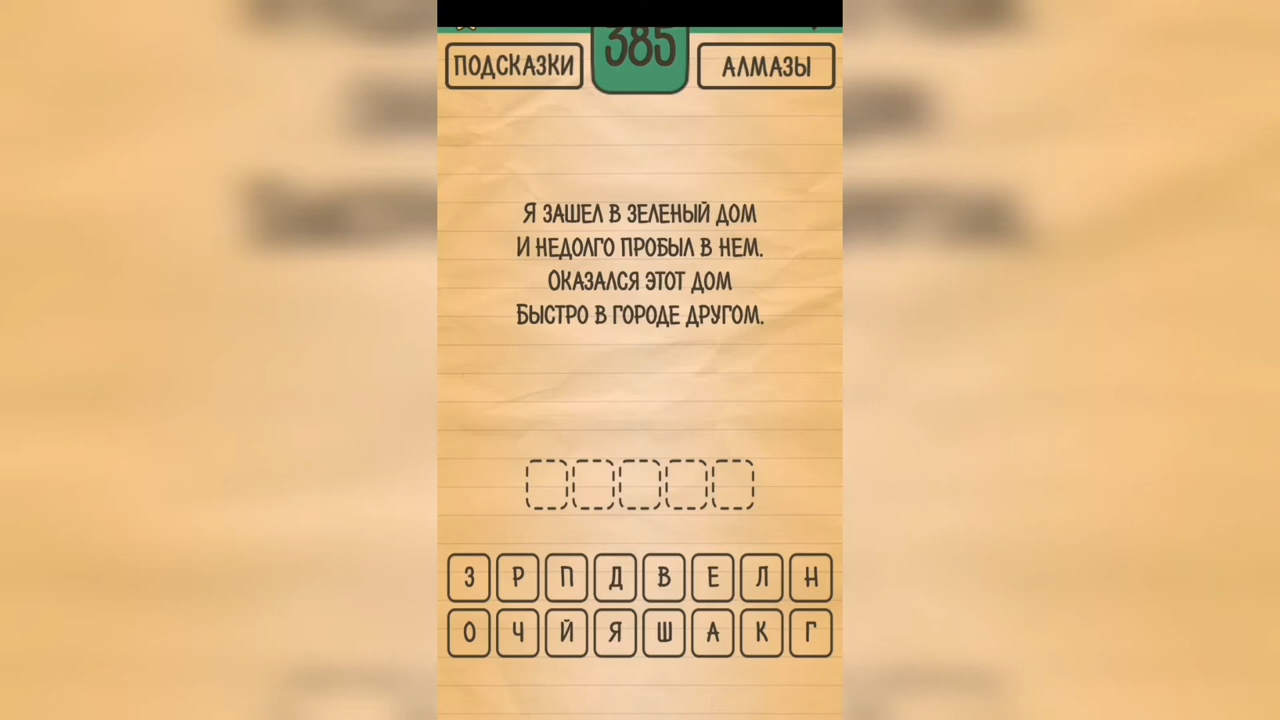 385
ПОДСКАЗКИ
АЛМАЗЫ
Я ЗАШЕЛ В ЗЕЛЕНЫЙ ДОМ
И НЕДОЛГО ПРОБЫЛ В НЕМ.
ОКАЗАЛСЯ ЭТОТ ДОМ
БЫСТРО В ГОРОДЕ ДРУГОМ.
З Р П Д В Е Л Н
О Ч Й Я Ш А К Г